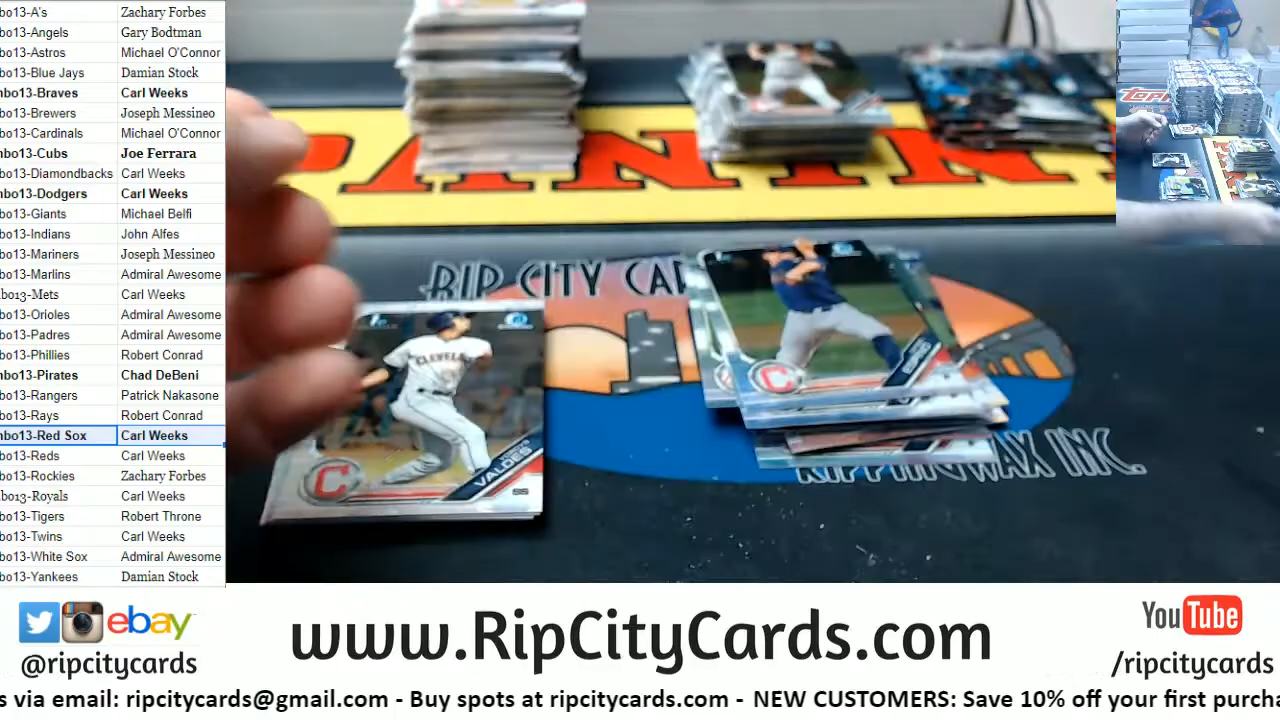 bo13-A's Zachary Forbes
bo13-Angels Gary Bodtman
bo13-Astros Michael O'Connor
bo13-Blue Jays Damian Stock
nbo13-Braves Carl Weeks
bo13-Brewers Joseph Messineo
bo13-Cardinals Michael O'Connor
nbo13-Cubs Joe Ferrara
bo13-Diamondbacks Carl Weeks
nbo13-Dodgers Carl Weeks
bo13-Giants Michael Belfi
bo13-Indians John Alfes
bo13-Mariners Joseph Messineo
bo13-Marlins Admiral Awesome
bo13-Mets Carl Weeks
bo13-Orioles Admiral Awesome
bo13-Padres Admiral Awesome
bo13-Phillies Robert Conrad
nbo13-Pirates Chad DeBeni
bo13-Rangers Patrick Nakasone
bo13-Rays Robert Conrad
nbo13-Red Sox Carl Weeks
bo13-Reds Carl Weeks
bo13-Rockies Zachary Forbes
bo13-Royals Carl Weeks
bo13-Tigers Robert Throne
bo13-Twins Carl Weeks
bo13-White Sox Admiral Awesome
bo13-Yankees Damian Stock
PANINI
TOPPS
RIP CITY CAR
CLEVELA
VALDES
C
C
RIPPINGWAX INC.
ebay
@ripcitycards
www.RipCityCards.com
YouTube
/ripcitycards
s via email: ripcitycards@gmail.com - Buy spots at ripcitycards.com - NEW CUSTOMERS: Save 10% off your first purcha